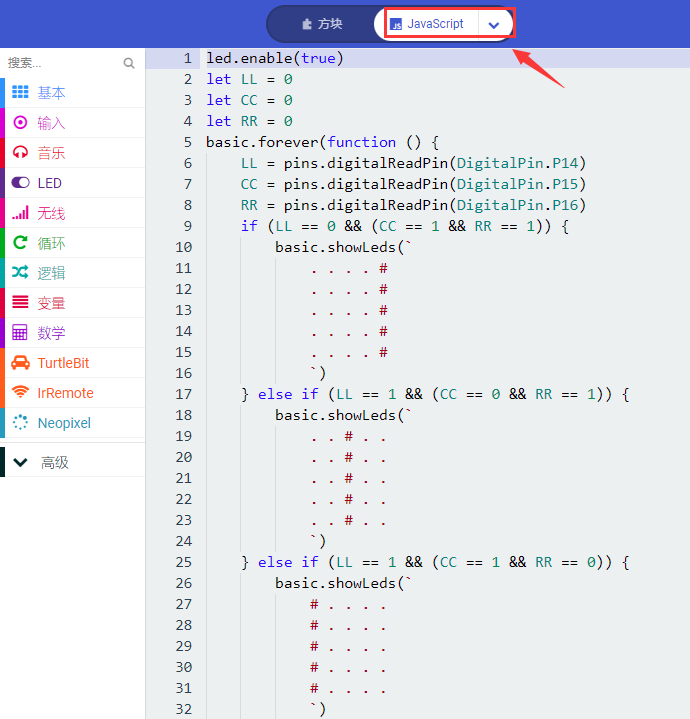 方块
JavaScript
搜索...
基本
输入
音乐
LED
无线
循环
逻辑
变量
数学
TurtleBit
IrRemote
Neopixel
高级
1 led.enable(true)
2 let LL = 0
3 let CC = 0
4 let RR = 0
5 basic.forever(function () {
6 LL = pins.digitalReadPin(DigitalPin.P14)
7 CC = pins.digitalReadPin(DigitalPin.P15)
8 RR = pins.digitalReadPin(DigitalPin.P16)
9 if (LL == 0 && (CC == 1 && RR == 1)) {
10 basic.showLeds(`
11 . . . . #
12 . . . . #
13 . . . . #
14 . . . . #
15 . . . . #
16 `)
17 } else if (LL == 1 && (CC == 0 && RR == 1)) {
18 basic.showLeds(`
19 . . # . .
20 . . # . .
21 . . # . .
22 . . # . .
23 . . # . .
24 `)
25 } else if (LL == 1 && (CC == 1 && RR == 0)) {
26 basic.showLeds(`
27 # . . . .
28 # . . . .
29 # . . . .
30 # . . . .
31 # . . . .
32 `)